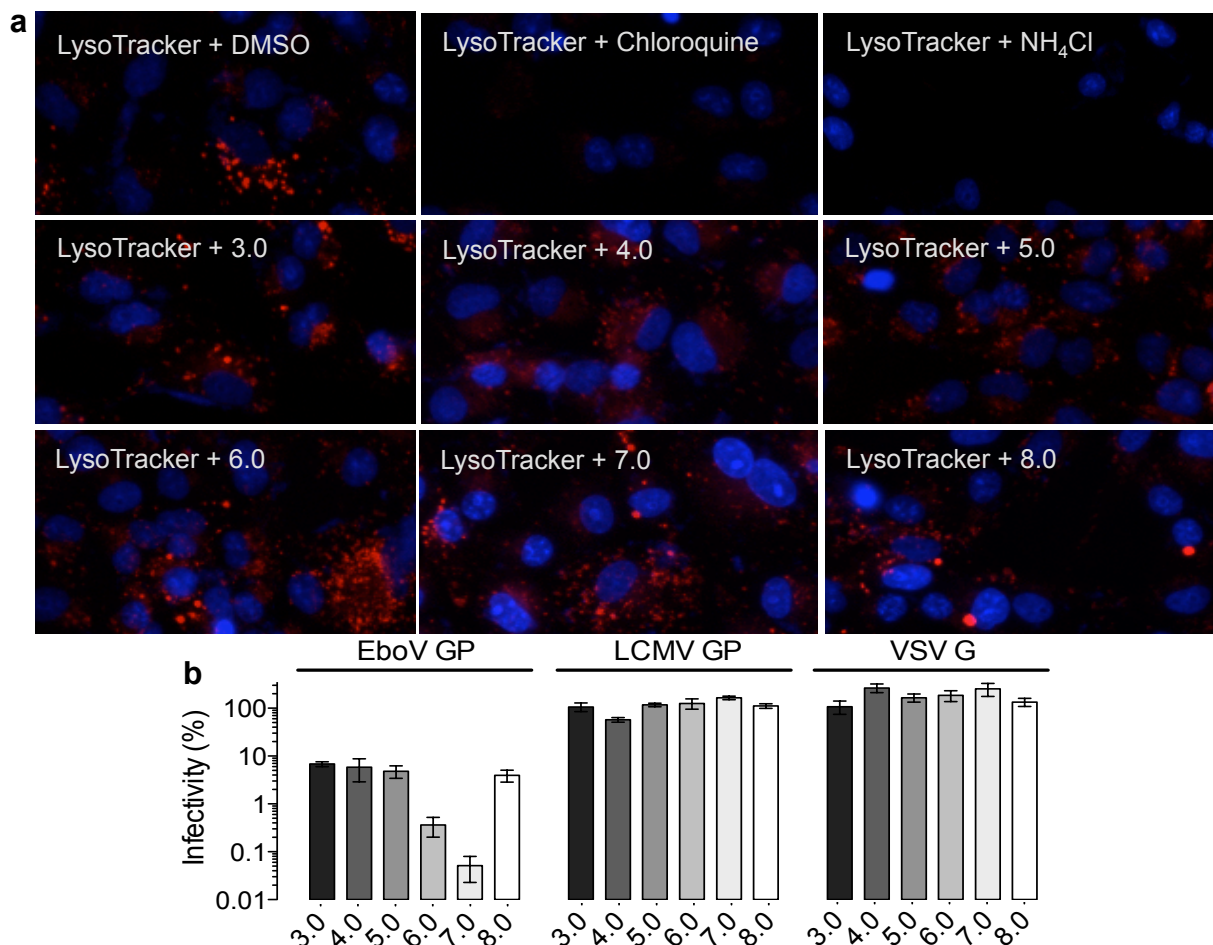 a
LysoTracker + DMSO
LysoTracker + Chloroquine
LysoTracker + NH₄Cl
LysoTracker + 3.0
LysoTracker + 4.0
LysoTracker + 5.0
LysoTracker + 6.0
LysoTracker + 7.0
LysoTracker + 8.0
b
EboV GP
LCMV GP
VSV G
Infectivity (%)
100
10
1
0.1
0.01
3.0 4.0 5.0 6.0 7.0 8.0
3.0 4.0 5.0 6.0 7.0 8.0
3.0 4.0 5.0 6.0 7.0 8.0